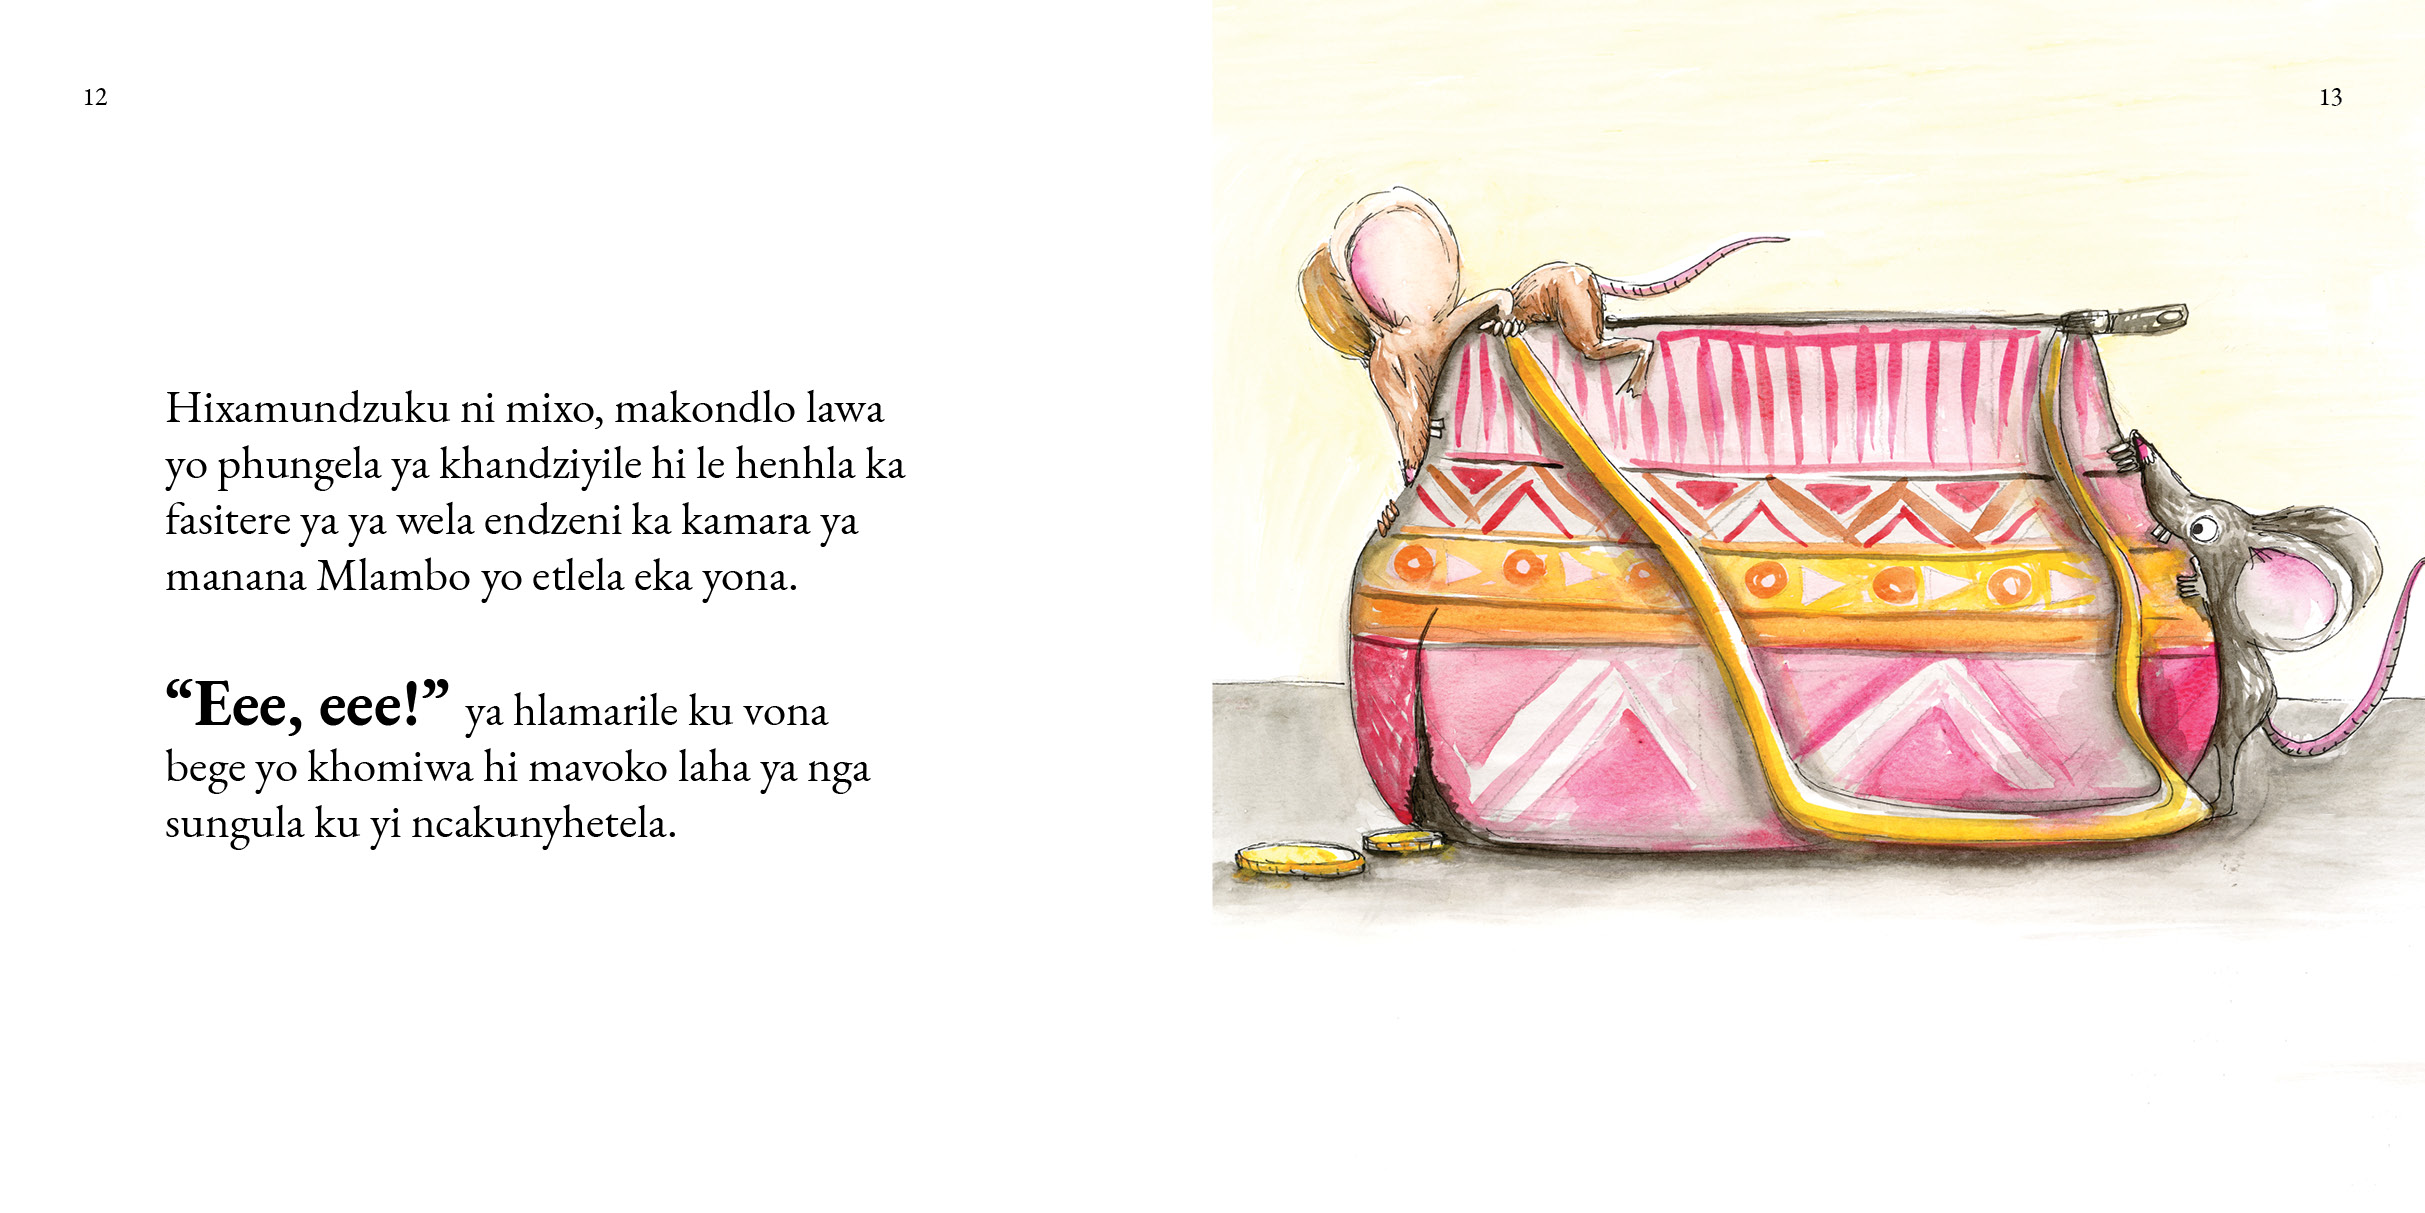 12
13
Hixamundzuku ni mixo, makondlo lawa
yo phungela ya khandziyile hi le henhla ka
fasitere ya ya wela endzeni ka kamara ya
manana Mlambo yo etlela eka yona.
“Eee, eee!” ya hlamarile ku vona
bege yo khomiwa hi mavoko laha ya nga
sungula ku yi ncakunyhetela.